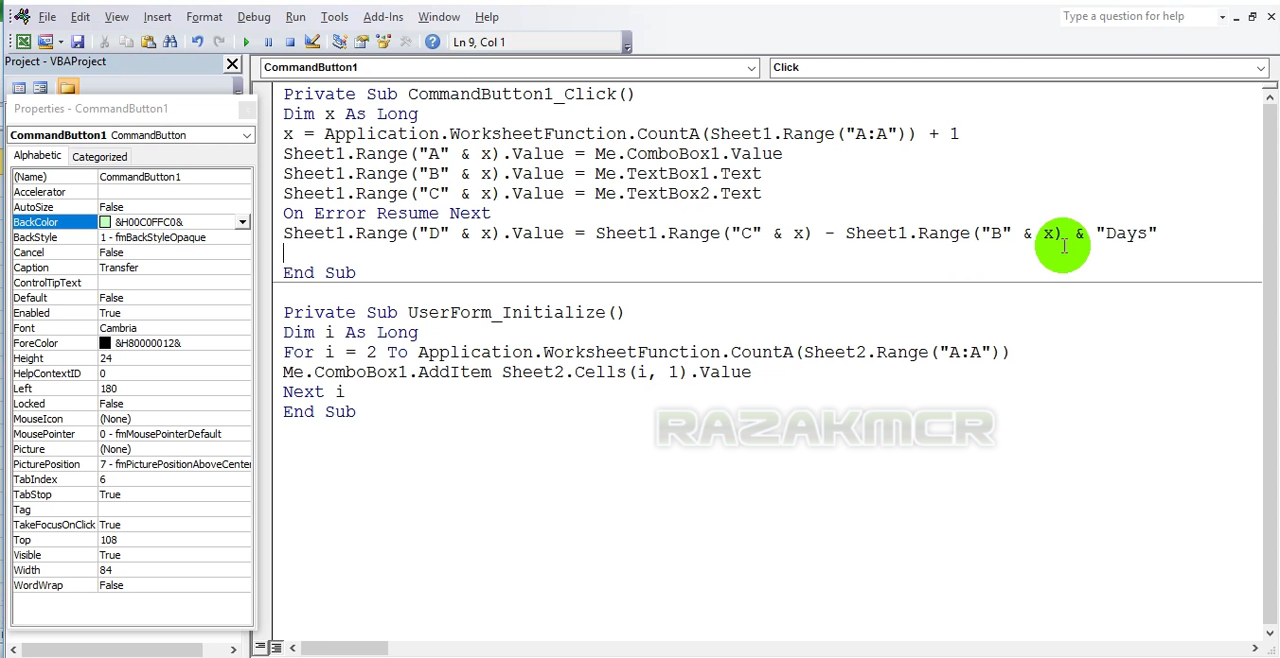 File Edit View Insert Format Debug Run Tools Add-Ins Window Help
Type a question for help
Ln 9, Col 1
Project - VBAProject
CommandButton1
Click
Properties - CommandButton1
CommandButton1 CommandButton
Alphabetic Categorized
(Name) CommandButton1
Accelerator
AutoSize False
BackColor &H00C0FFC0&
BackStyle 1 - fmBackStyleOpaque
Cancel False
Caption Transfer
ControlTipText
Default False
Enabled True
Font Cambria
ForeColor &H80000012&
Height 24
HelpContextID 0
Left 180
Locked False
MouseIcon (None)
MousePointer 0 - fmMousePointerDefault
Picture (None)
PicturePosition 7 - fmPicturePositionAboveCenter
TabIndex 6
TabStop True
Tag
TakeFocusOnClick True
Top 108
Visible True
Width 84
WordWrap False
Private Sub CommandButton1_Click()
Dim x As Long
x = Application.WorksheetFunction.CountA(Sheet1.Range("A:A")) + 1
Sheet1.Range("A" & x).Value = Me.ComboBox1.Value
Sheet1.Range("B" & x).Value = Me.TextBox1.Text
Sheet1.Range("C" & x).Value = Me.TextBox2.Text
On Error Resume Next
Sheet1.Range("D" & x).Value = Sheet1.Range("C" & x) - Sheet1.Range("B" & x) & "Days"
End Sub
Private Sub UserForm_Initialize()
Dim i As Long
For i = 2 To Application.WorksheetFunction.CountA(Sheet2.Range("A:A"))
Me.ComboBox1.AddItem Sheet2.Cells(i, 1).Value
Next i
End Sub
RAZAKMCR